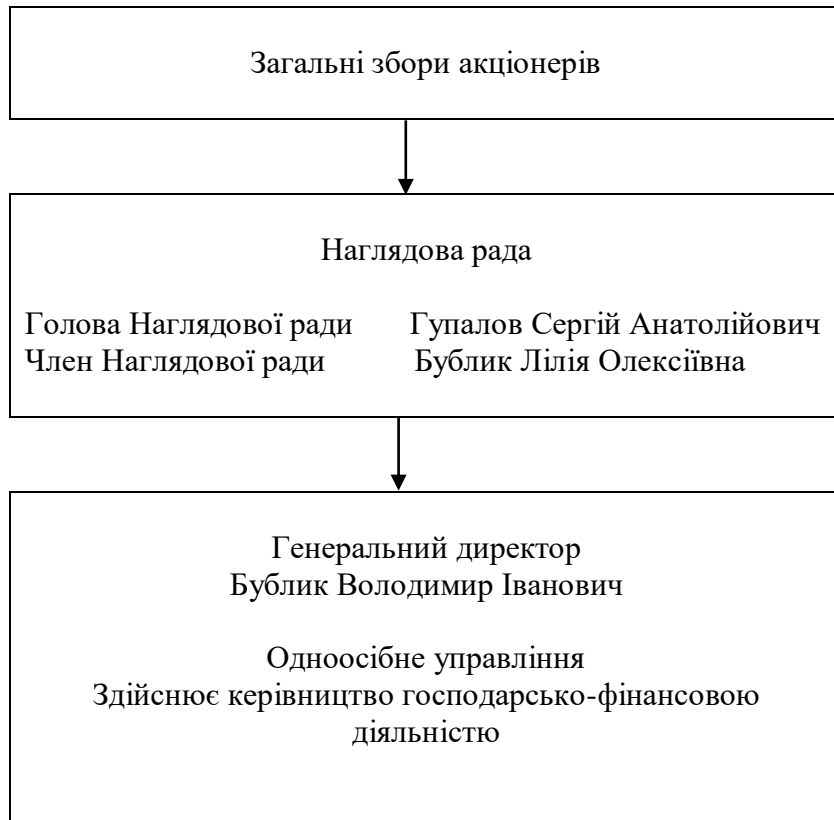 Загальні збори акціонерів
Наглядова рада
Голова Наглядової ради Гупалов Сергій Анатолійович
Член Наглядової ради Бублик Лілія Олексіївна
Генеральний директор
Бублик Володимир Іванович
Одноосібне управління
Здійснює керівництво господарсько-фінансовою
діяльністю